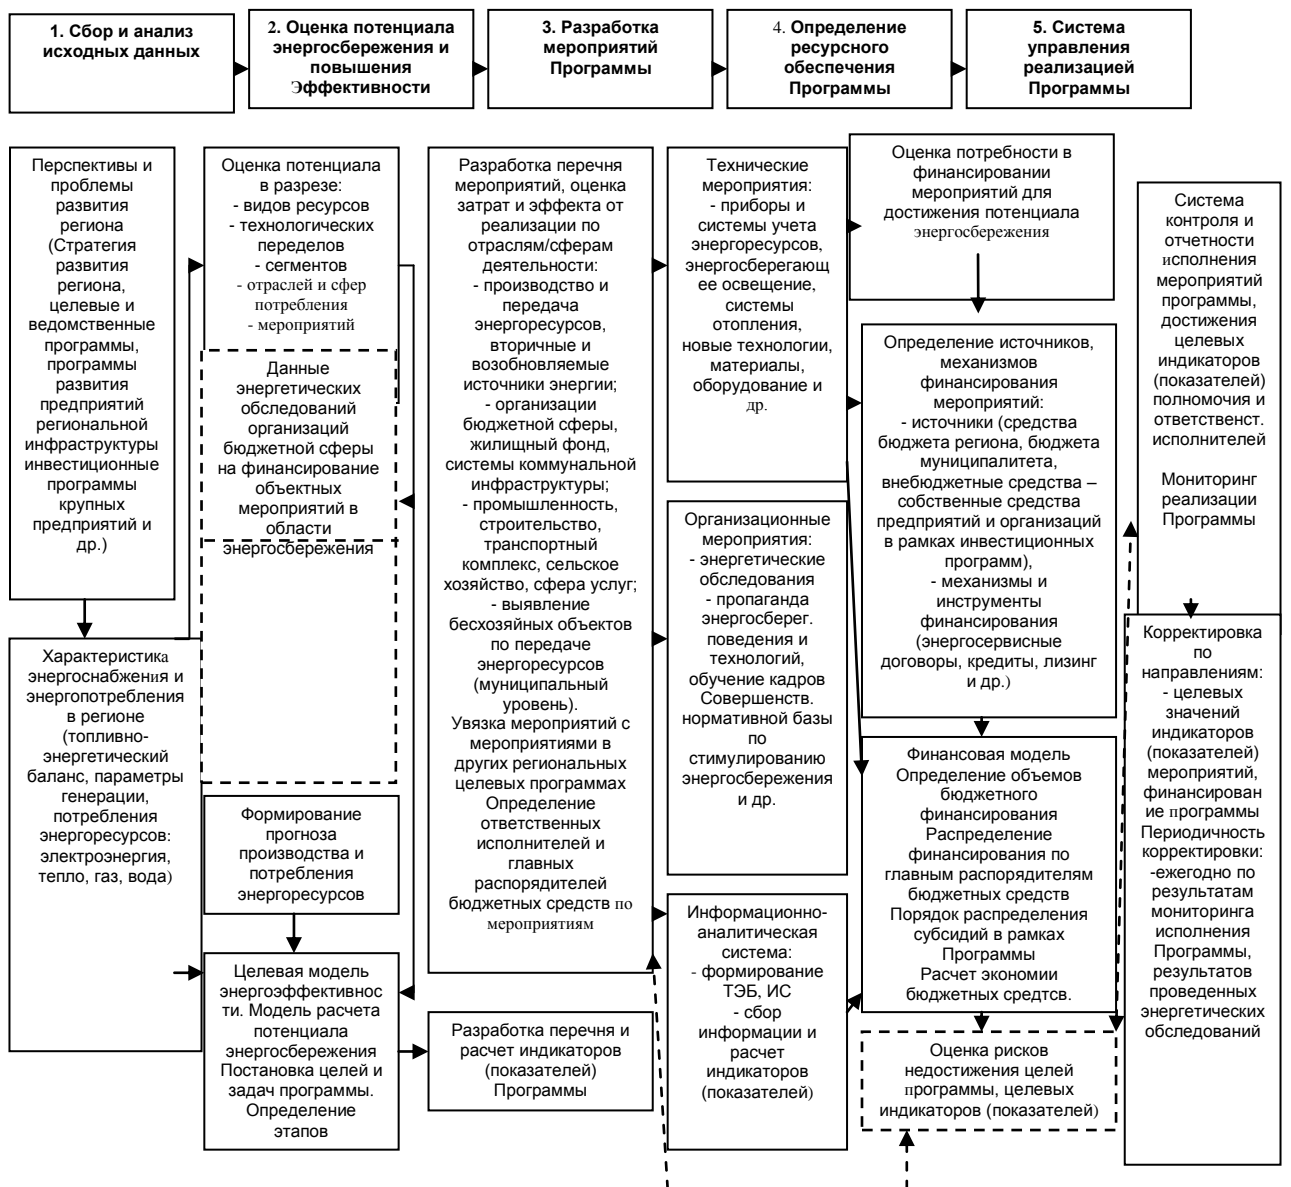 1. Сбор и анализ
исходных данных
2. Оценка потенциала
энергосбережения и
повышения
Эффективности
3. Разработка
мероприятий
Программы
4. Определение
ресурсного
обеспечения
Программы
5. Система
управления
реализацией
Программы
Перспективы и
проблемы
развития
региона
(Стратегия
развития
региона,
целевые и
ведомственные
программы,
программы
развития
предприятий
региональной
инфраструктуры
инвестиционные
программы
крупных
предприятий и
др.)
Характеристика
энергоснабжения и
энергопотребления
в регионе
(топливно-
энергетический
баланс, параметры
генерации,
потребления
энергоресурсов:
электроэнергия,
тепло, газ, вода)
Оценка потенциала
в разрезе:
- видов ресурсов
- технологических
переделов
- сегментов
- отраслей и сфер
потребления
- мероприятий
Данные
энергетических
обследований
организаций
бюджетной сферы
на финансирование
объектных
мероприятий в
области
энергосбережения
Формирование
прогноза
производства и
потребления
энергоресурсов
Целевая модель
энергоэффективнос
ти. Модель расчета
потенциала
энергосбережения
Постановка целей и
задач программы.
Определение
этапов
Разработка перечня
мероприятий, оценка
затрат и эффекта от
реализации по
отраслям/сферам
деятельности:
- производство и
передача
энергоресурсов,
вторичные и
возобновляемые
источники энергии;
- организации
бюджетной сферы,
жилищный фонд,
системы коммунальной
инфраструктуры;
- промышленность,
строительство,
транспортный
комплекс, сельское
хозяйство, сфера услуг;
- выявление
бесхозяйных объектов
по передаче
энергоресурсов
(муниципальный
уровень).
Увязка мероприятий с
мероприятиями в
других региональных
целевых программах
Определение
ответственных
исполнителей и
главных
распорядителей
бюджетных средств по
мероприятиям
Разработка перечня и
расчет индикаторов
(показателей)
Программы
Технические
мероприятия:
- приборы и
системы учета
энергоресурсов,
энергосберегающ
ее освещение,
системы
отопления,
новые технологии,
материалы,
оборудование и
др.
Организационные
мероприятия:
- энергетические
обследования
- пропаганда
энергосберег.
поведения и
технологий,
обучение кадров
Совершенств.
нормативной базы
по
стимулированию
энергосбережения
и др.
Информационно-
аналитическая
система:
- формирование
ТЭБ, ИС
- сбор
информации и
расчет
индикаторов
(показателей)
Оценка потребности в
финансировании
мероприятий для
достижения потенциала
энергосбережения
Определение источников,
механизмов
финансирования
мероприятий:
- источники (средства
бюджета региона, бюджета
муниципалитета,
внебюджетные средства –
собственные средства
предприятий и организаций
в рамках инвестиционных
программ),
- механизмы и
инструменты
финансирования
(энергосервисные
договоры, кредиты, лизинг
и др.)
Финансовая модель
Определение объемов
бюджетного
финансирования
Распределение
финансирования по
главным распорядителям
бюджетных средств
Порядок распределения
субсидий в рамках
Программы
Расчет экономии
бюджетных средтсв.
Оценка рисков
недостижения целей
программы, целевых
индикаторов (показателей)
Система
контроля и
отчетности
исполнения
мероприятий
программы,
достижения
целевых
индикаторов
(показателей)
полномочия и
ответственст.
исполнителей
Мониторинг
реализации
Программы
Корректировка
по
направлениям:
- целевых
значений
индикаторов
(показателей)
мероприятий,
финансирован
ие программы
Периодичность
корректировки:
-ежегодно по
результатам
мониторинга
исполнения
Программы,
результатов
проведенных
энергетических
обследований